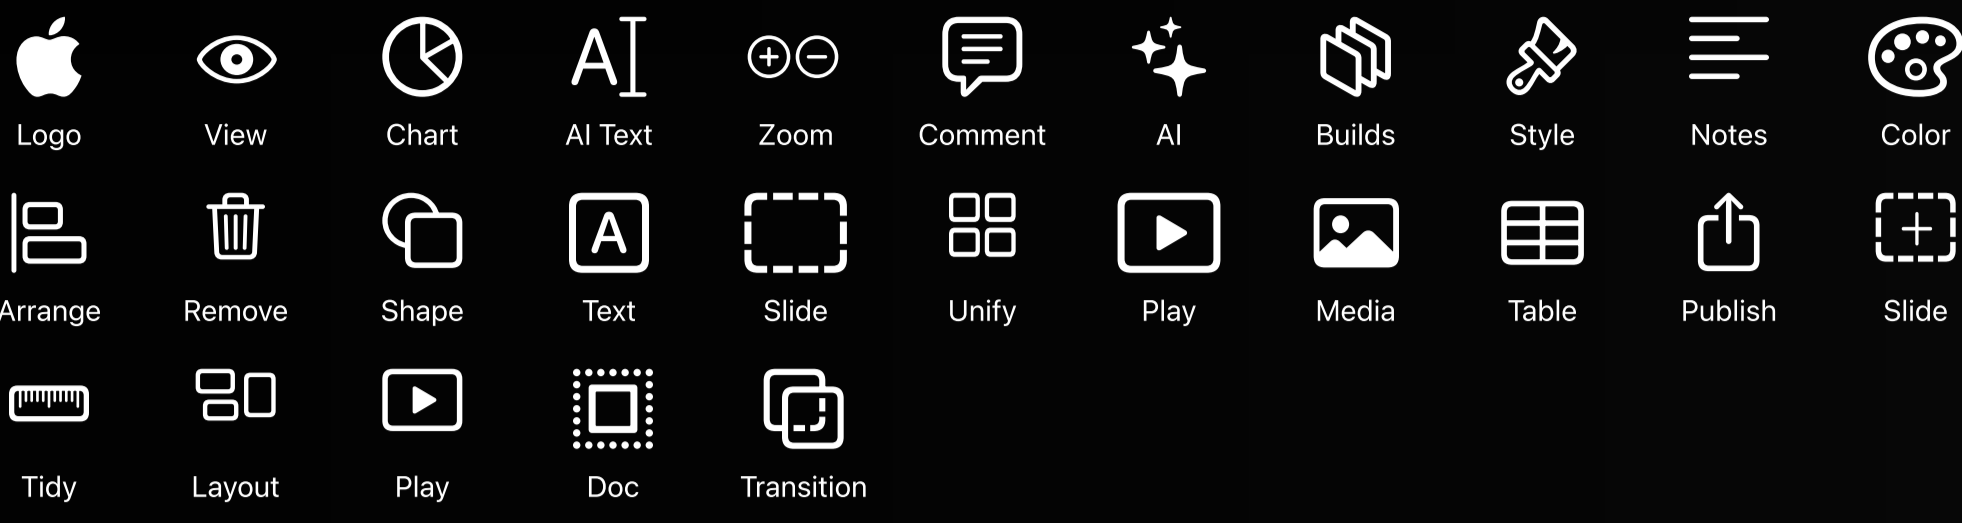 Logo View Chart AI Text Zoom Comment AI Builds Style Notes Color
Arrange Remove Shape Text Slide Unify Play Media Table Publish Slide
Tidy Layout Play Doc Transition